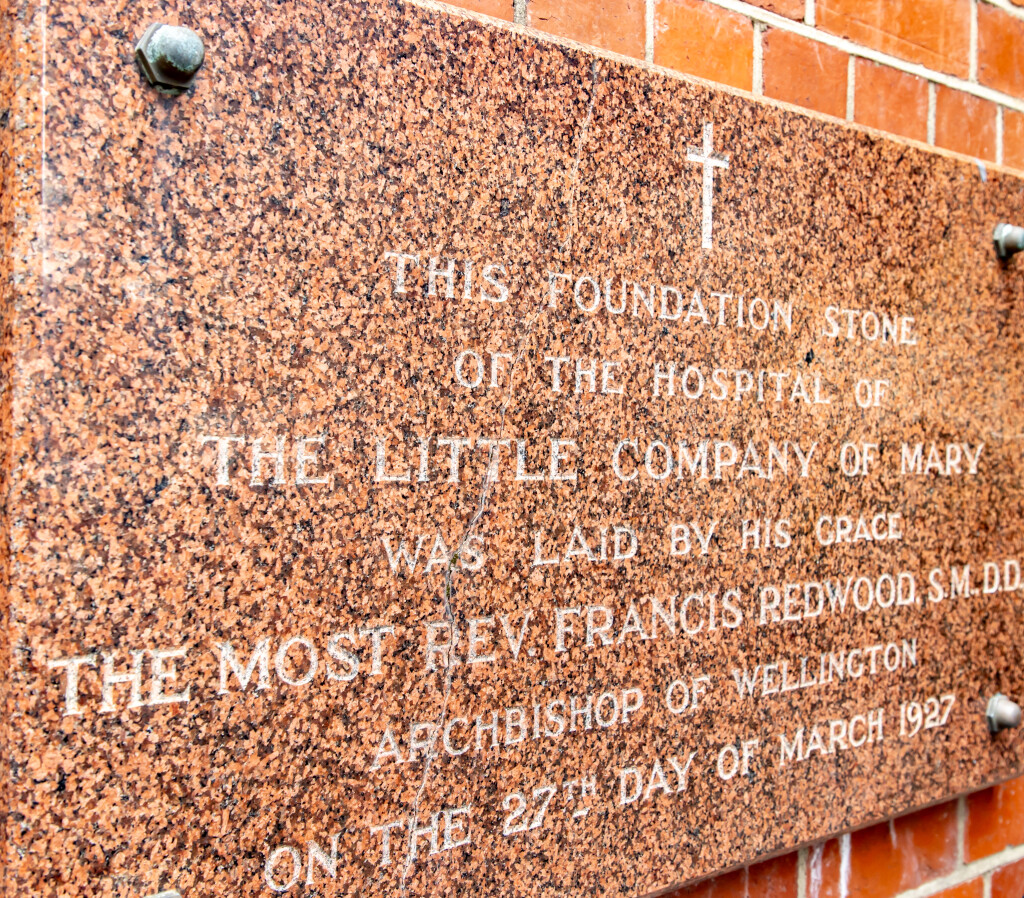 THIS FOUNDATION STONE
OF THE HOSPITAL OF
THE LITTLE COMPANY OF MARY
WAS LAID BY HIS GRACE
THE MOST REV. FRANCIS REDWOOD, S.M., D.D.
ARCHBISHOP OF WELLINGTON
ON THE 27TH DAY OF MARCH 1927